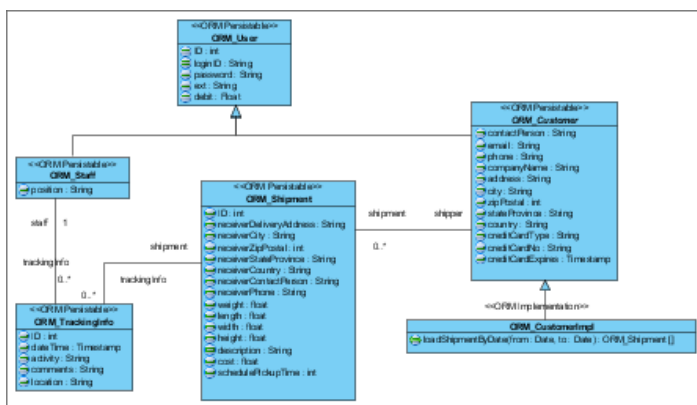 <<ORM Persistable>>
ORM_User
ID : int
loginID : String
password : String
ext : String
debit : Float
<<ORM Persistable>>
ORM_Customer
contactPerson : String
email : String
phone : String
companyName : String
address : String
city : String
zipPostal : int
stateProvince : String
country : String
creditCardType : String
creditCardNo : String
creditCardExpires : Timestamp
<<ORM Persistable>>
ORM_Staff
position : String
<<ORM Persistable>>
ORM_Shipment
ID : int
receiverDeliveryAddress : String
receiverCity : String
receiverZipPostal : int
receiverStateProvince : String
receiverCountry : String
receiverContactPerson : String
receiverPhone : String
weight : float
length : float
width : float
height : float
description : String
cost : float
schedulePickupTime : int
staff
1
trackingInfo
0..*
shipment
trackingInfo
0..*
shipment
shipper
0..*
<<ORM Persistable>>
ORM_TrackingInfo
ID : int
dateTime : Timestamp
activity : String
comments : String
location : String
<<ORM Implementation>>
ORM_CustomerImpl
loadShipmentByDate(from : Date, to : Date) : ORM_Shipment []